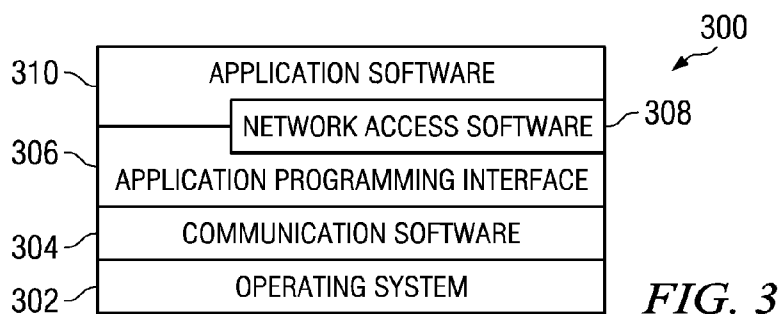 300
310
APPLICATION SOFTWARE
NETWORK ACCESS SOFTWARE
308
306
APPLICATION PROGRAMMING INTERFACE
304
COMMUNICATION SOFTWARE
302
OPERATING SYSTEM
FIG. 3